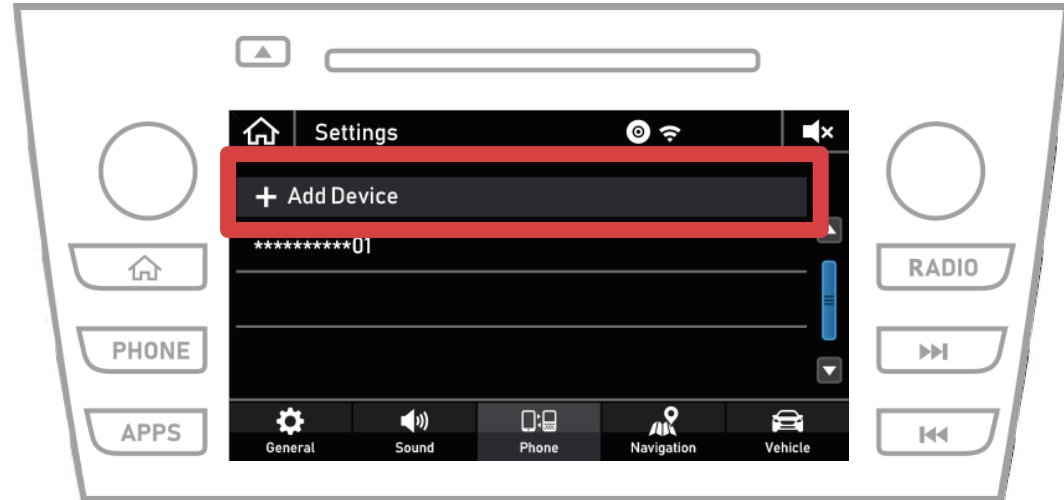 Settings
+ Add Device
**********01
RADIO
PHONE
APPS
General Sound Phone Navigation Vehicle